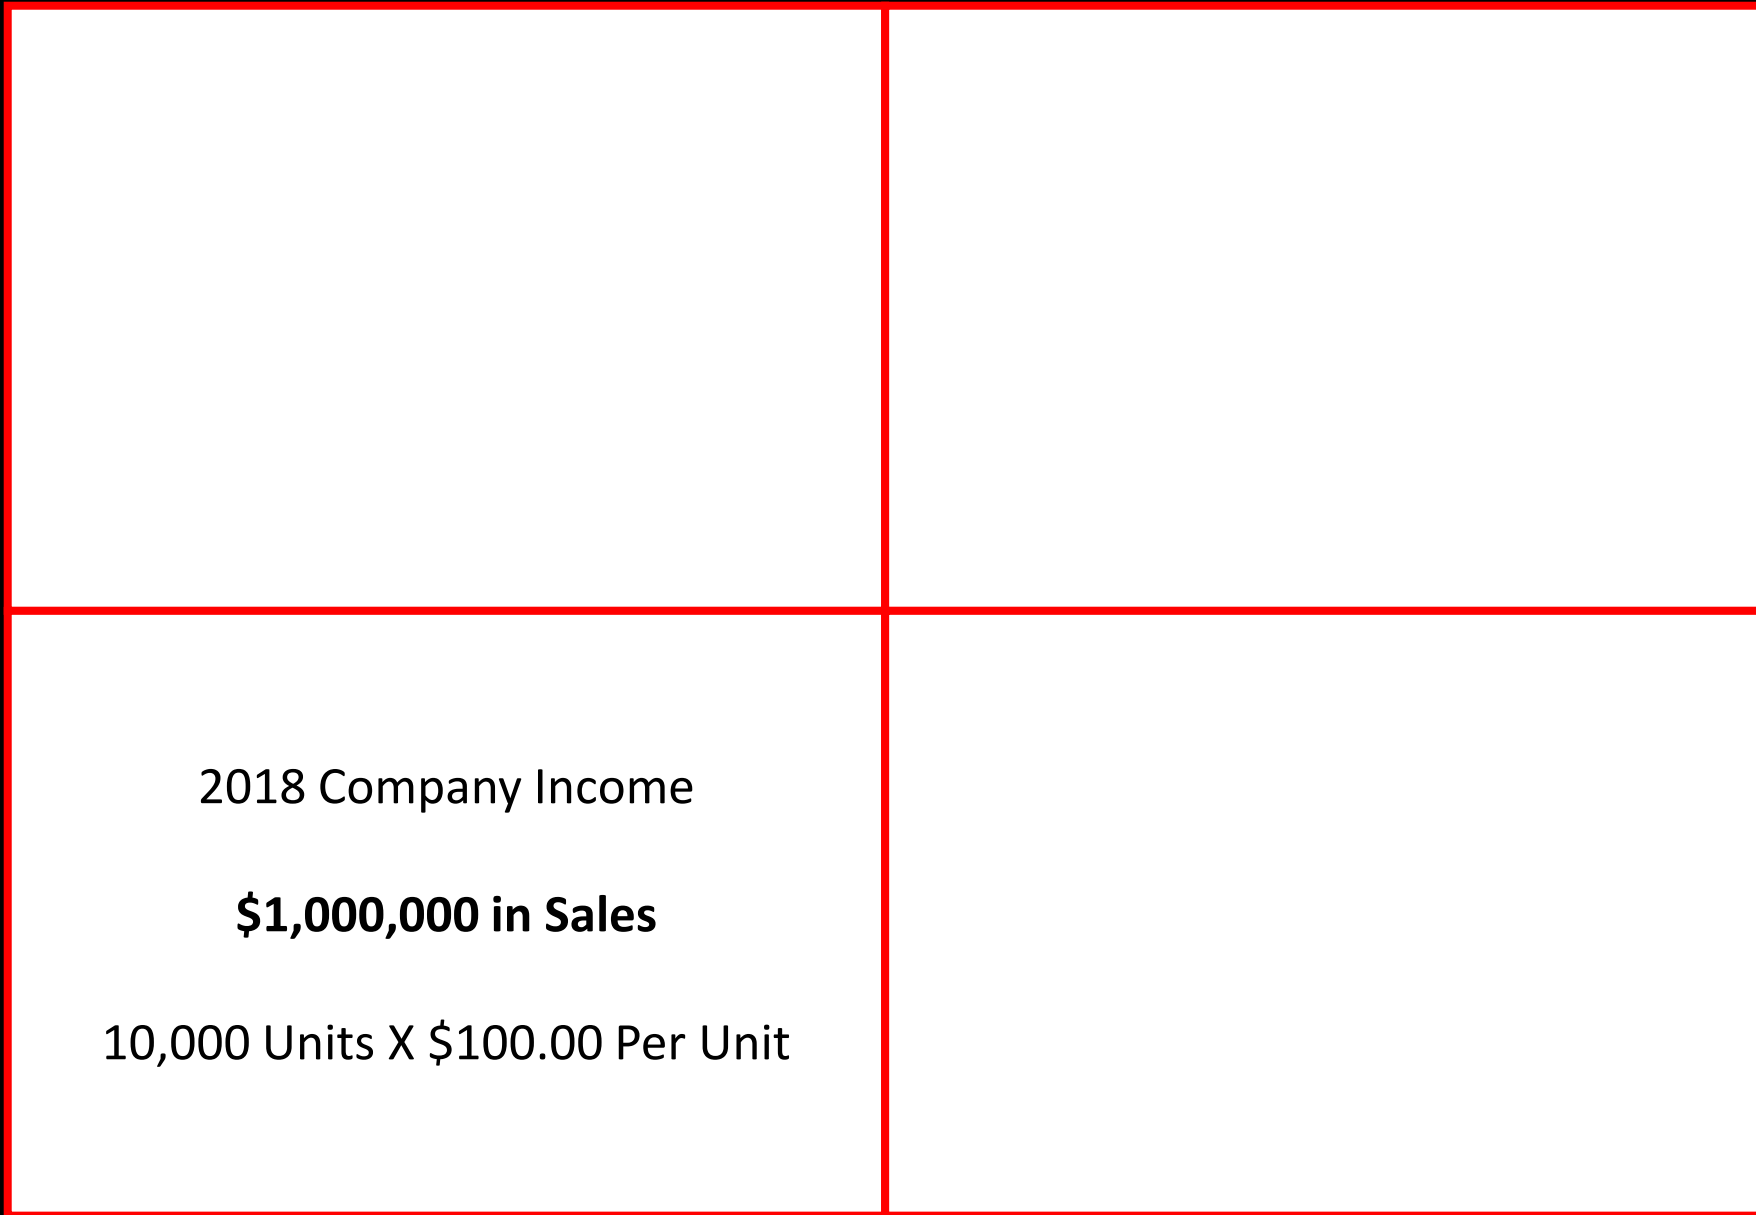 2018 Company Income
$1,000,000 in Sales
10,000 Units X $100.00 Per Unit